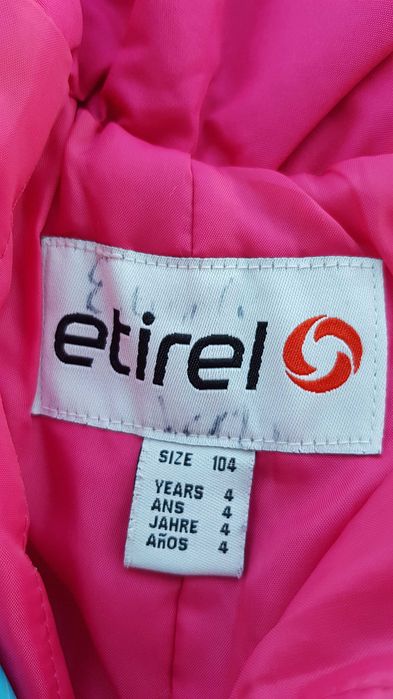 etirel
SIZE 104
YEARS 4
ANS 4
JAHRE 4
AÑOS 4